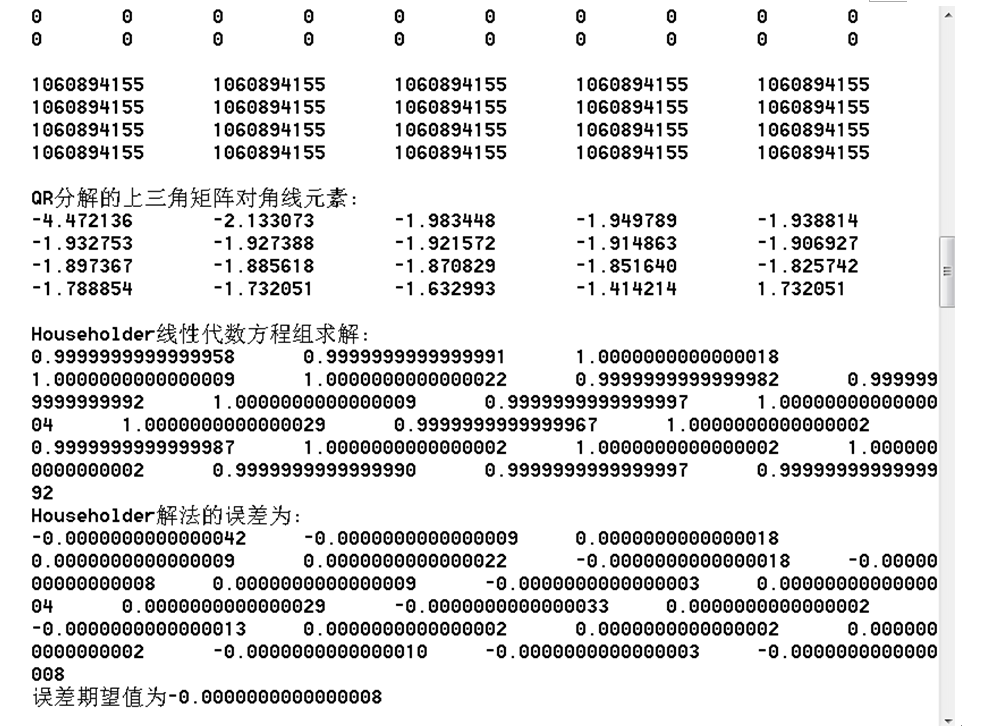 0 0 0 0 0 0 0 0 0 0
0 0 0 0 0 0 0 0 0 0
1060894155 1060894155 1060894155 1060894155 1060894155
1060894155 1060894155 1060894155 1060894155 1060894155
1060894155 1060894155 1060894155 1060894155 1060894155
1060894155 1060894155 1060894155 1060894155 1060894155
QR分解的上三角矩阵对角线元素:
-4.472136 -2.133073 -1.983448 -1.949789 -1.938814
-1.932753 -1.927388 -1.921572 -1.914863 -1.906927
-1.897367 -1.885618 -1.870829 -1.851640 -1.825742
-1.788854 -1.732051 -1.632993 -1.414214 1.732051
Householder线性代数方程组求解:
0.9999999999999958 0.9999999999999991 1.0000000000000018
1.0000000000000009 1.0000000000000022 0.9999999999999982 0.999999
9999999992 1.0000000000000009 0.9999999999999997 1.00000000000000
04 1.0000000000000029 0.9999999999999967 1.0000000000000002
0.9999999999999987 1.0000000000000002 1.0000000000000002 1.000000
0000000002 0.9999999999999990 0.9999999999999997 0.99999999999999
92
Householder解法的误差为:
-0.0000000000000042 -0.0000000000000009 0.0000000000000018
0.0000000000000009 0.0000000000000022 -0.0000000000000018 -0.00000
00000000008 0.0000000000000009 -0.0000000000000003 0.00000000000000
04 0.0000000000000029 -0.0000000000000033 0.0000000000000002
-0.0000000000000013 0.0000000000000002 0.0000000000000002 0.000000
0000000002 -0.0000000000000010 -0.0000000000000003 -0.0000000000000
008
误差期望值为-0.0000000000000008